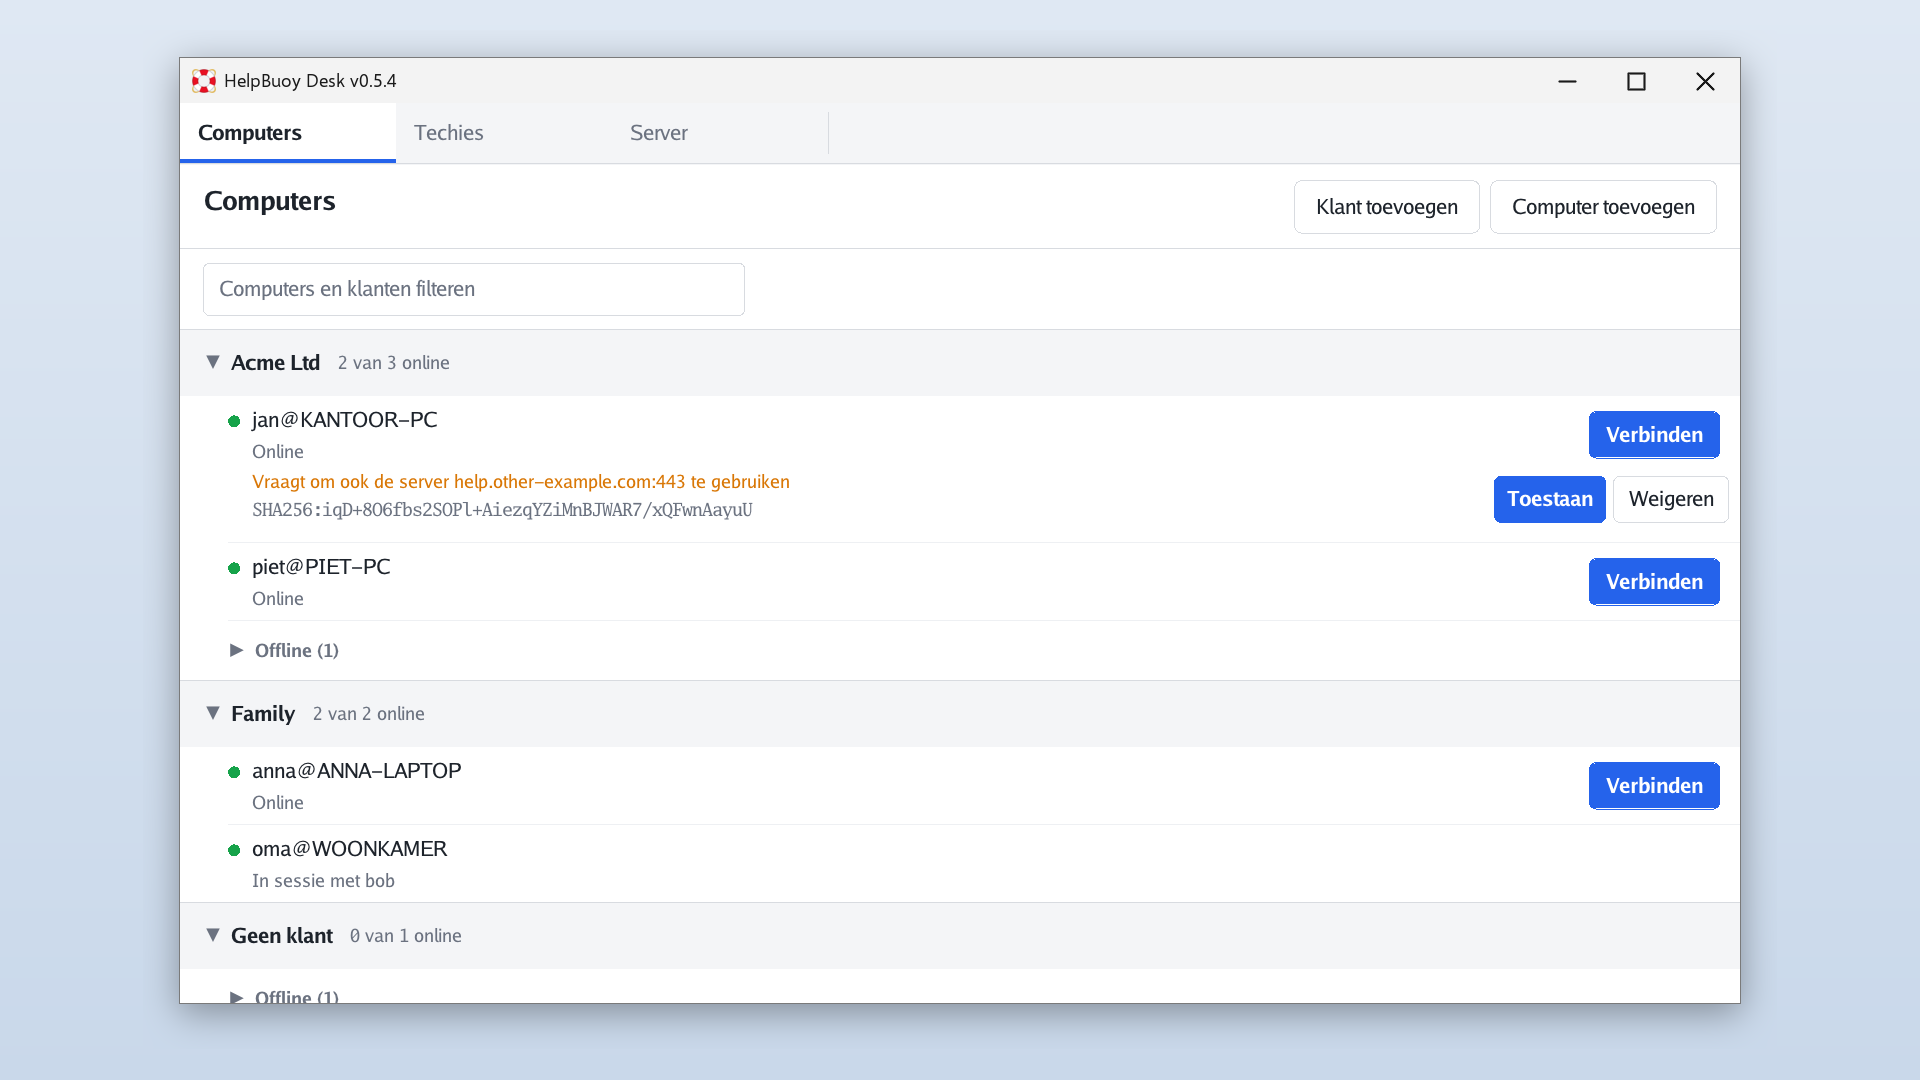 HelpBuoy Desk v0.5.4
Computers
Techies
Server
Computers
Klant toevoegen
Computer toevoegen
Computers en klanten filteren
Acme Ltd 2 van 3 online
jan@KANTOOR-PC
Verbinden
Online
Vraagt om ook de server help.other-example.com:443 te gebruiken
SHA256:iqD+8O6fbs2SOPl+AiezqYZiMnBJWAR7/xQFwnAayuU
Toestaan
Weigeren
piet@PIET-PC
Verbinden
Online
Offline (1)
Family 2 van 2 online
anna@ANNA-LAPTOP
Verbinden
Online
oma@WOONKAMER
In sessie met bob
Geen klant 0 van 1 online
Offline (1)